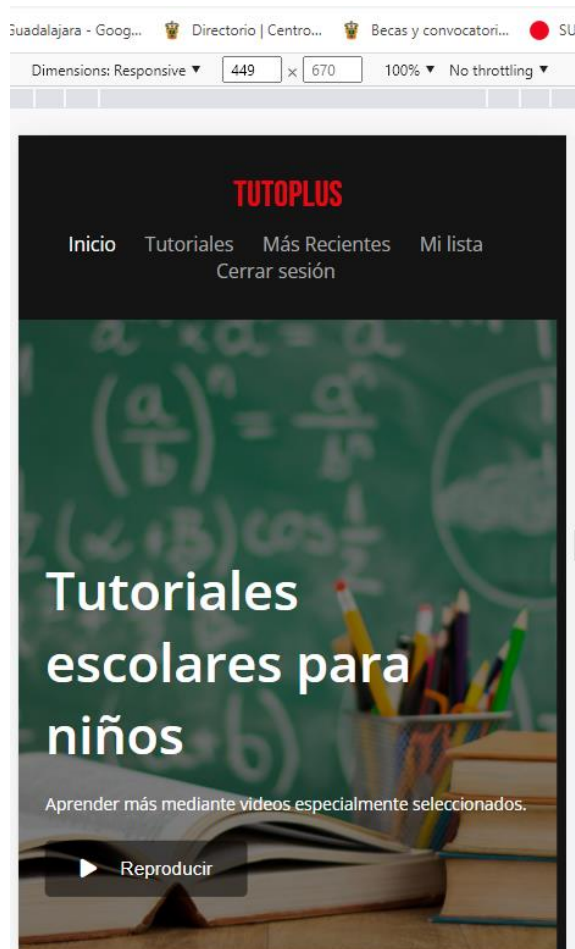 Guadalajara - Goog... Directorio | Centro... Becas y convocatori... SU
Dimensions: Responsive ▼ 449 × 670 100% ▼ No throttling ▼
TUTOPLUS
Inicio Tutoriales Más Recientes Mi lista
Cerrar sesión
Tutoriales
escolares para
niños
Aprender más mediante videos especialmente seleccionados.
Reproducir